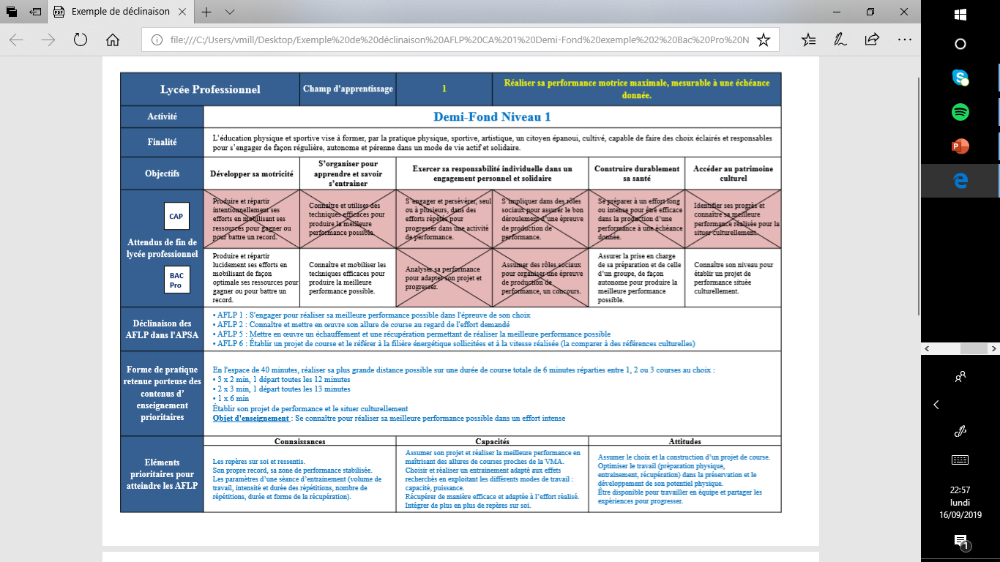 Exemple de déclinaison
file:///C:/Users/vmill/Desktop/Exemple%20de%20déclinaison%20AFLP%20CA%201%20Demi-Fond%20exemple%202%20Bac%20Pro%20N
Lycée Professionnel
Champ d'apprentissage
1
Réaliser sa performance motrice maximale, mesurable à une échéance
donnée.
Activité
Demi-Fond Niveau 1
Finalité
L'éducation physique et sportive vise à former, par la pratique physique, sportive, artistique, un citoyen épanoui, cultivé, capable de faire des choix éclairés et responsables
pour s'engager de façon régulière, autonome et pérenne dans un mode de vie actif et solidaire.
Objectifs
Développer sa motricité
S'organiser pour
apprendre et savoir
s'entrainer
Exercer sa responsabilité individuelle dans un
engagement personnel et solidaire
Construire durablement
sa santé
Accéder au patrimoine
culturel
Attendus de fin de
lycée professionnel
CAP
Produire et répartir
intentionnellement ses
efforts en mobilisant ses
ressources pour gagner ou
pour battre un record.
Connaître et utiliser des
techniques efficaces pour
produire la meilleure
performance possible.
S'engager et persévérer, seul
ou à plusieurs, dans des
efforts répétés pour
progresser dans une activité
de performance.
S'impliquer dans des rôles
sociaux pour assurer le bon
déroulement d'une épreuve
de production de
performance.
Se préparer à un effort long
ou intense pour être efficace
dans la production d'une
performance à une échéance
donnée.
Identifier ses progrès et
connaître sa meilleure
performance réalisée pour la
situer culturellement.
BAC
Pro
Produire et répartir
lucidement ses efforts en
mobilisant de façon
optimale ses ressources pour
gagner ou pour battre un
record.
Connaître et mobiliser les
techniques efficaces pour
produire la meilleure
performance possible.
Analyser sa performance
pour adapter son projet et
progresser.
Assumer des rôles sociaux
pour organiser une épreuve
de production de
performance, un concours.
Assurer la prise en charge
de sa préparation et de celle
d'un groupe, de façon
autonome pour produire la
meilleure performance
possible.
Connaître son niveau pour
établir un projet de
performance située
culturellement.
Déclinaison des
AFLP dans l'APSA
• AFLP 1 : S'engager pour réaliser sa meilleure performance possible dans l'épreuve de son choix
• AFLP 2 : Connaître et mettre en œuvre son allure de course au regard de l'effort demandé
• AFLP 5 : Mettre en œuvre un échauffement et une récupération permettant de réaliser la meilleure performance possible
• AFLP 6 : Établir un projet de course et le référer à la filière énergétique sollicitées et à la vitesse réalisée (la comparer à des références culturelles)
Forme de pratique
retenue porteuse des
contenus d'
enseignement
prioritaires
En l'espace de 40 minutes, réaliser sa plus grande distance possible sur une durée de course totale de 6 minutes réparties entre 1, 2 ou 3 courses au choix :
• 3 x 2 min, 1 départ toutes les 12 minutes
• 2 x 3 min, 1 départ toutes les 13 minutes
• 1 x 6 min
Établir son projet de performance et le situer culturellement
Objet d'enseignement : Se connaître pour réaliser sa meilleure performance possible dans un effort intense
Eléments
prioritaires pour
atteindre les AFLP
Connaissances
Les repères sur soi et ressentis.
Son propre record, sa zone de performance stabilisée.
Les paramètres d'une séance d'entrainement (volume de
travail, intensité et durée des répétitions, nombre de
répétitions, durée et forme de la récupération).
Capacités
Assumer son projet et réaliser la meilleure performance en
maîtrisant des allures de courses proches de la VMA.
Choisir et réaliser un entrainement adapté aux effets
recherchés en exploitant les différents modes de travail :
capacité, puissance.
Récupérer de manière efficace et adaptée à l'effort réalisé.
Intégrer de plus en plus de repères sur soi.
Attitudes
Assumer le choix et la construction d'un projet de course.
Optimiser le travail (préparation physique,
entrainement, récupération) dans la préservation et le
développement de son potentiel physique.
Être disponible pour travailler en équipe et partager les
expériences pour progresser.
22:57
lundi
16/09/2019
1